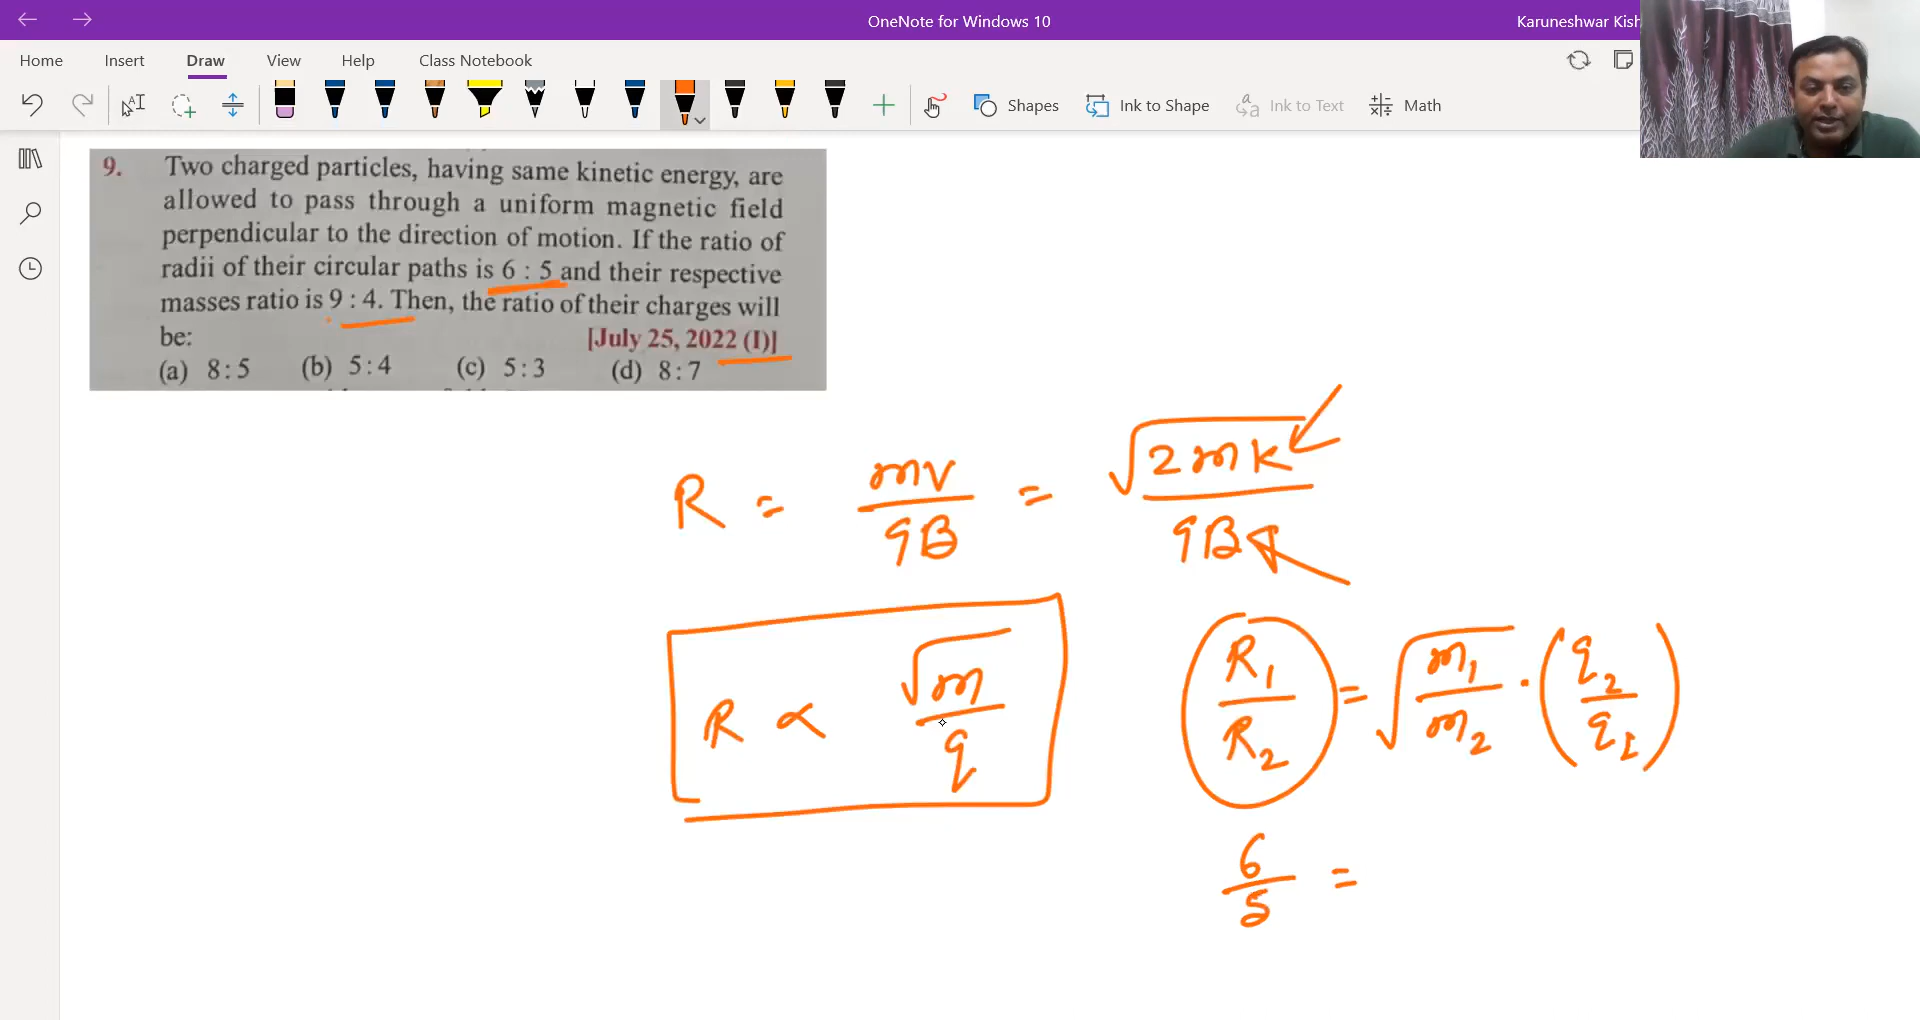 OneNote for Windows 10
Karuneshwar Kish
Home Insert Draw View Help Class Notebook
Shapes Ink to Shape Ink to Text Math
9. Two charged particles, having same kinetic energy, are
allowed to pass through a uniform magnetic field
perpendicular to the direction of motion. If the ratio of
radii of their circular paths is 6 : 5 and their respective
masses ratio is 9 : 4. Then, the ratio of their charges will
be: [July 25, 2022 (I)]
(a) 8 : 5 (b) 5 : 4 (c) 5 : 3 (d) 8 : 7
R = mv/qB = √2mk/qB
R ∝ √m/q
R₁/R₂ = √m₁/m₂ · (q₂/q₁)
6/5 =